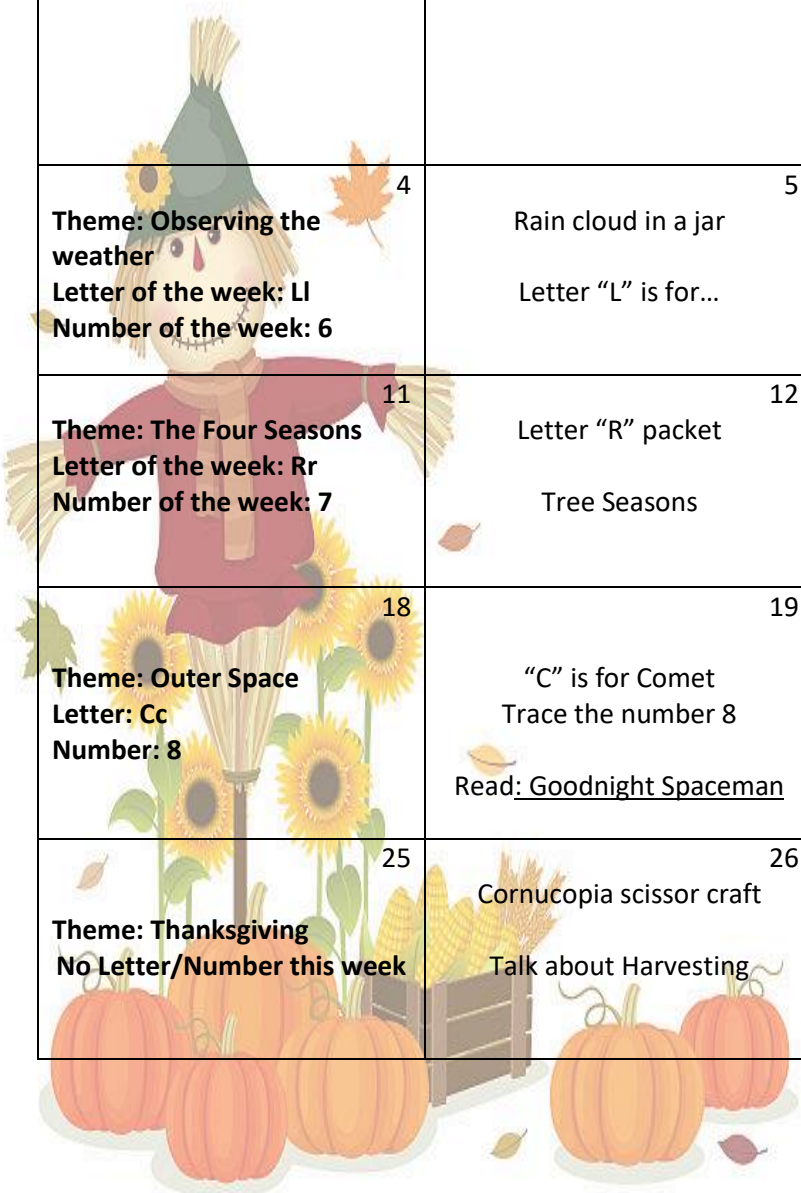 4
Theme: Observing the
weather
Letter of the week: Ll
Number of the week: 6
5
Rain cloud in a jar
Letter “L” is for…
11
Theme: The Four Seasons
Letter of the week: Rr
Number of the week: 7
12
Letter “R” packet
Tree Seasons
18
Theme: Outer Space
Letter: Cc
Number: 8
19
“C” is for Comet
Trace the number 8
Read: Goodnight Spaceman
25
Theme: Thanksgiving
No Letter/Number this week
26
Cornucopia scissor craft
Talk about Harvesting